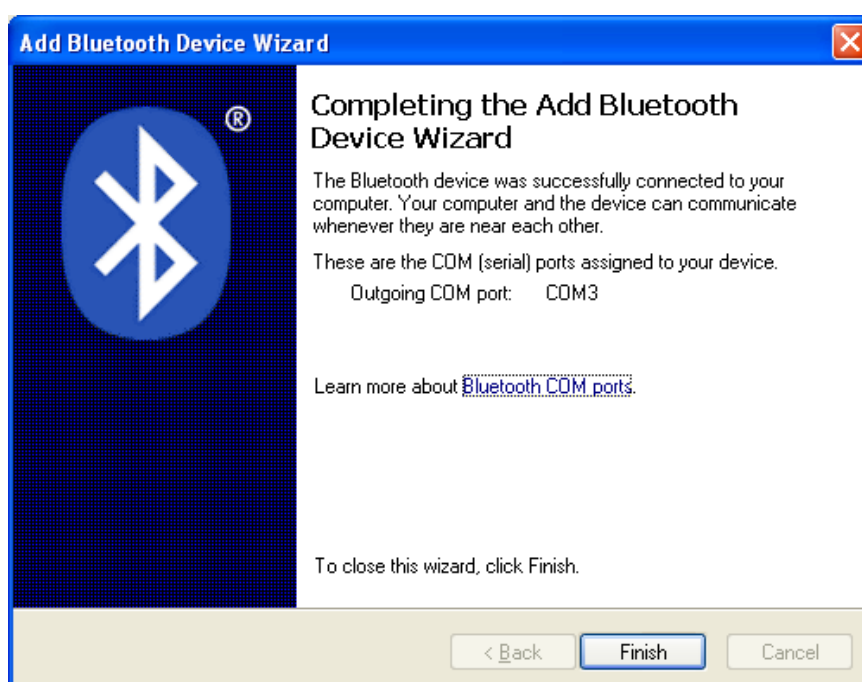 Add Bluetooth Device Wizard
®
Completing the Add Bluetooth
Device Wizard
The Bluetooth device was successfully connected to your
computer. Your computer and the device can communicate
whenever they are near each other.
These are the COM (serial) ports assigned to your device.
Outgoing COM port: COM3
Learn more about Bluetooth COM ports.
To close this wizard, click Finish.
< Back Finish Cancel